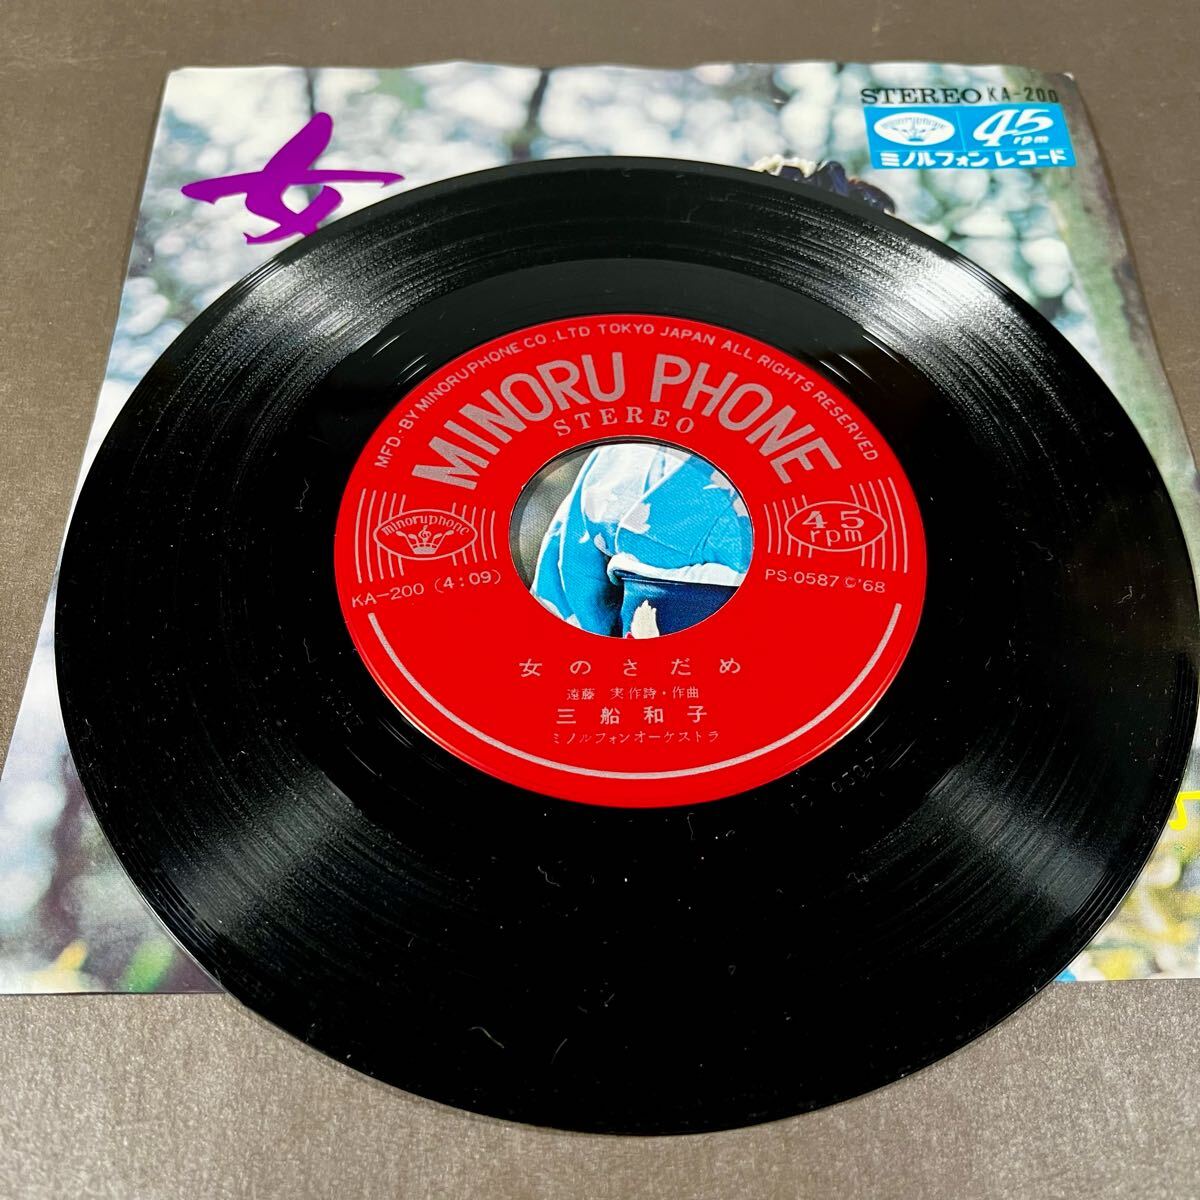 女
STEREO KA-200
minoruphone
45 rpm
ミノルフォンレコード
MFD. BY MINORUPHONE CO., LTD TOKYO JAPAN ALL RIGHTS RESERVED
MINORU PHONE
STEREO
minoruphone
45 rpm
KA-200 (4:09)
PS-0587 ©'68
女のさだめ
遠藤 実 作詩・作曲
三船和子
ミノルフォンオーケストラ